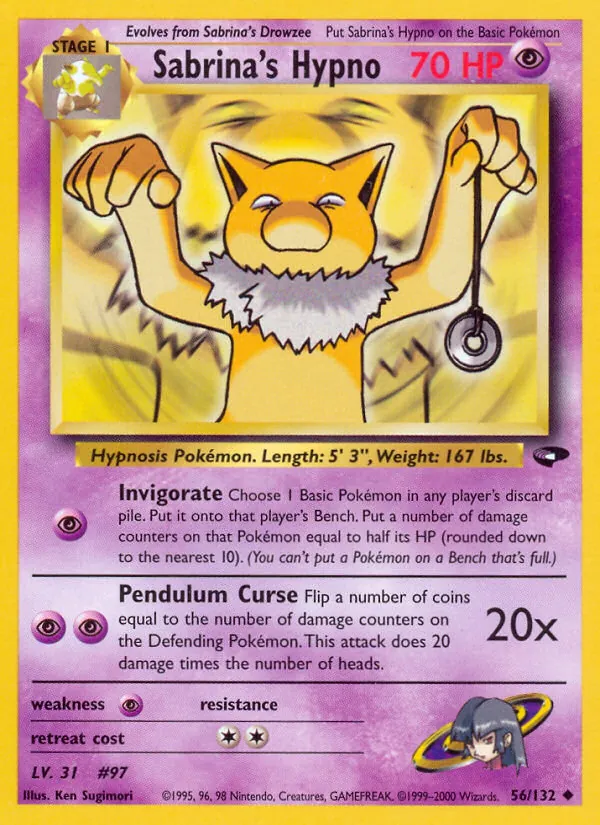 Evolves from Sabrina's Drowzee Put Sabrina's Hypno on the Basic Pokémon
STAGE 1
Sabrina's Hypno 70 HP
Hypnosis Pokémon. Length: 5' 3", Weight: 167 lbs.
Invigorate Choose 1 Basic Pokémon in any player's discard
pile. Put it onto that player's Bench. Put a number of damage
counters on that Pokémon equal to half its HP (rounded down
to the nearest 10). (You can't put a Pokémon on a Bench that's full.)
Pendulum Curse Flip a number of coins
equal to the number of damage counters on
the Defending Pokémon. This attack does 20
damage times the number of heads.
20x
weakness resistance
retreat cost
LV. 31 #97
Illus. Ken Sugimori ©1995, 96, 98 Nintendo, Creatures, GAMEFREAK. ©1999-2000 Wizards. 56/132